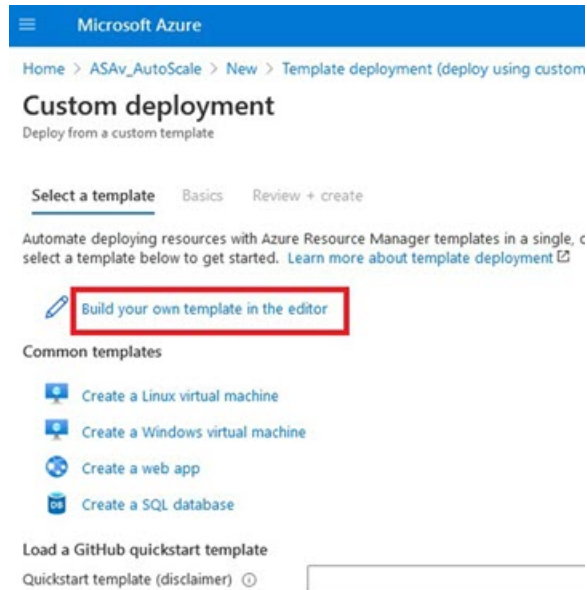 Microsoft Azure
Home > ASAv_AutoScale > New > Template deployment (deploy using custom
Custom deployment
Deploy from a custom template
Select a template Basics Review + create
Automate deploying resources with Azure Resource Manager templates in a single,
select a template below to get started. Learn more about template deployment
Build your own template in the editor
Common templates
Create a Linux virtual machine
Create a Windows virtual machine
Create a web app
DB Create a SQL database
Load a GitHub quickstart template
Quickstart template (disclaimer)